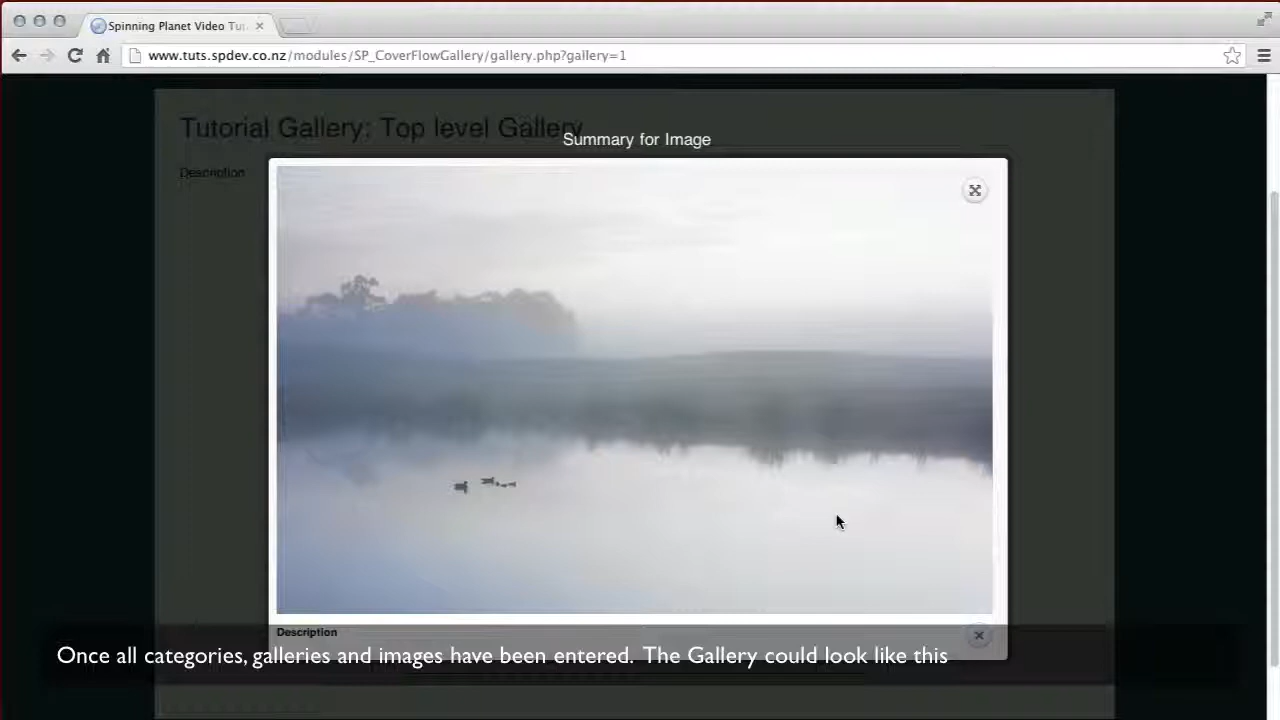 Spinning Planet Video Tut
www.tuts.spdev.co.nz/modules/SP_CoverFlowGallery/gallery.php?gallery=1
Tutorial Gallery: Top level Gallery
Summary for Image
Description
Description
Once all categories, galleries and images have been entered. The Gallery could look like this